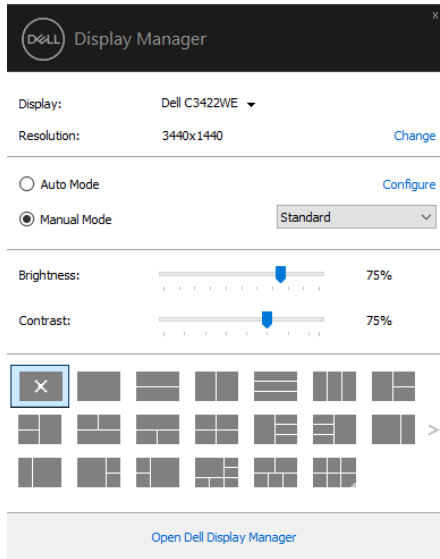 x
DELL Display Manager
Display: Dell C3422WE
Resolution: 3440x1440 Change
Auto Mode Configure
Manual Mode Standard
Brightness: 75%
Contrast: 75%
Open Dell Display Manager